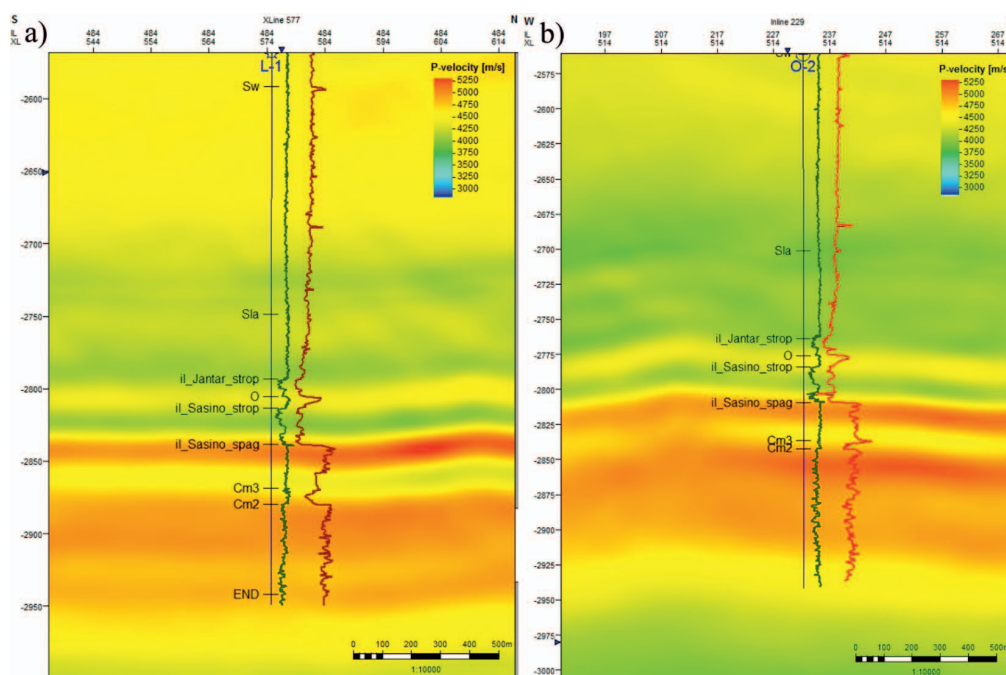 a)
S
XLine 577
N
IL 484 484 484 484 484 484 484 484
XL 544 554 564 574 584 594 604 614
L-1
Sw
P-velocity [m/s]
5250
5000
4750
4500
4250
4000
3750
3500
3250
3000
-2600
-2650
-2700
-2750
-2800
-2850
-2900
-2950
Sla
il_Jantar_strop
O
il_Sasino_strop
il_Sasino_spag
Cm3
Cm2
END
0 100 200 300 400 500m
1:10000
b)
W
Inline 229
N
IL 197 207 217 227 237 247 257 267
XL 514 514 514 514 514 514 514 514
Sw
O-2
P-velocity [m/s]
5250
5000
4750
4500
4250
4000
3750
3500
3250
3000
-2575
-2600
-2625
-2650
-2675
-2700
-2725
-2750
-2775
-2800
-2825
-2850
-2875
-2900
-2925
-2950
-2975
-3000
Sla
il_Jantar_strop
O
il_Sasino_strop
il_Sasino_spag
Cm3
Cm2
0 100 200 300 400 500m
1:10000